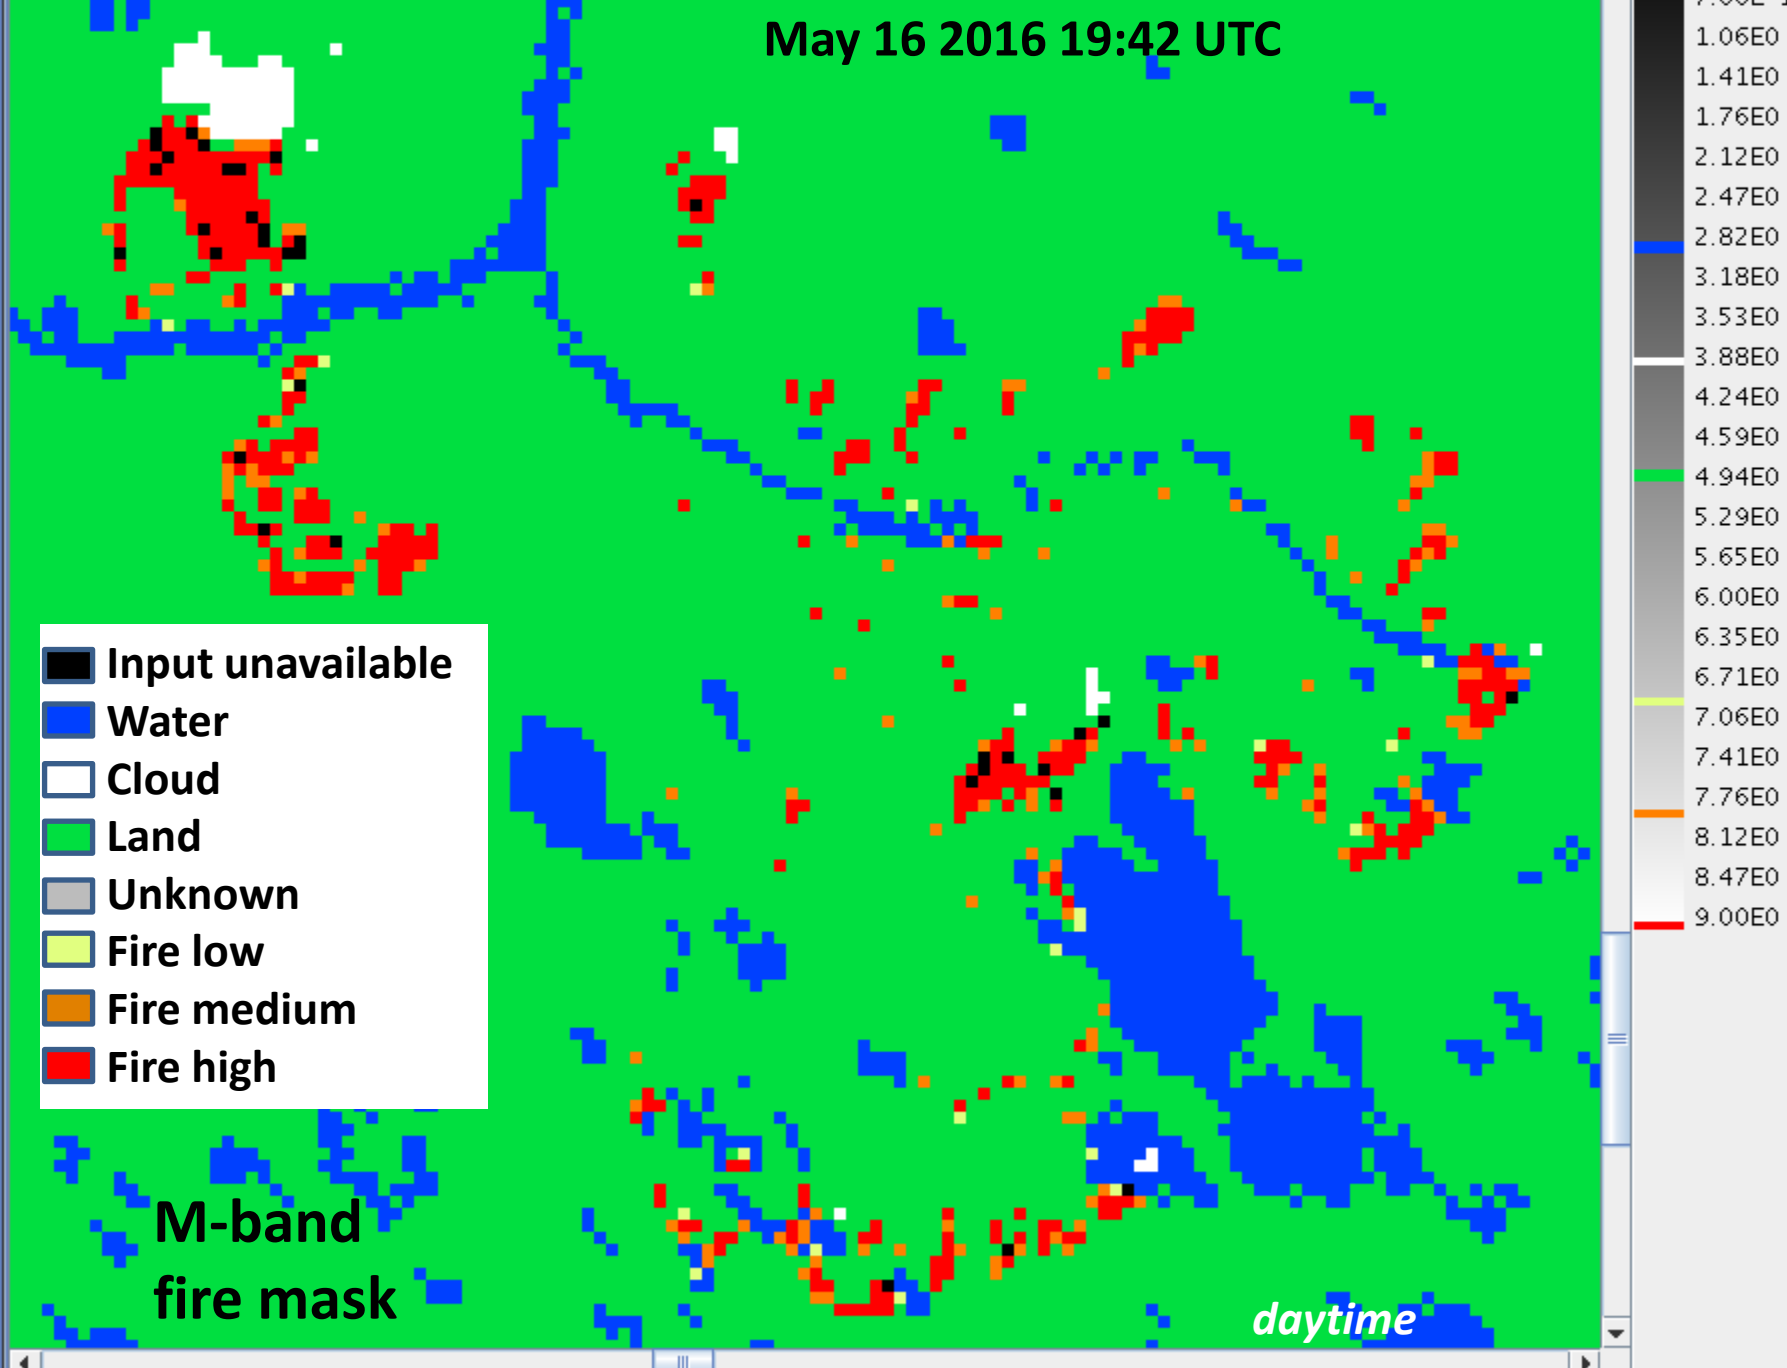 May 16 2016 19:42 UTC
1.06E0
1.41E0
1.76E0
2.12E0
2.47E0
2.82E0
3.18E0
3.53E0
3.88E0
4.24E0
4.59E0
4.94E0
5.29E0
5.65E0
6.00E0
6.35E0
6.71E0
7.06E0
7.41E0
7.76E0
8.12E0
8.47E0
9.00E0
Input unavailable
Water
Cloud
Land
Unknown
Fire low
Fire medium
Fire high
M-band
fire mask
daytime